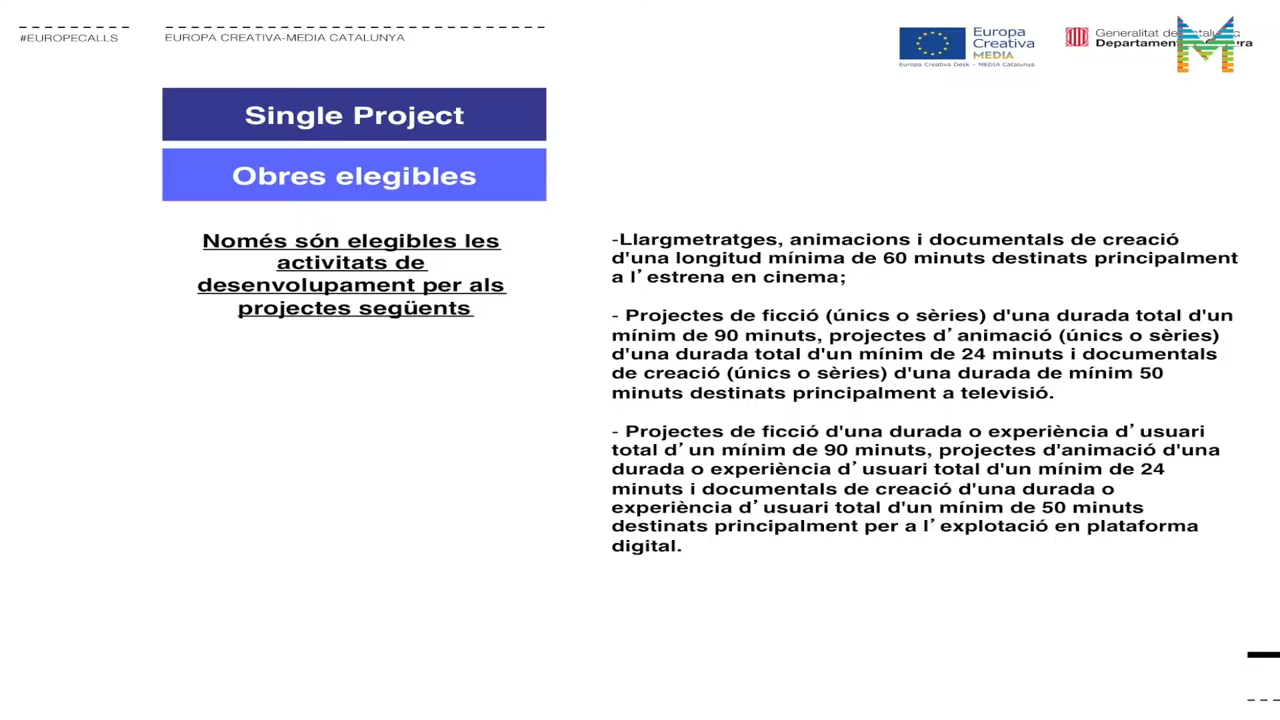 #EUROPECALLS
EUROPA CREATIVA-MEDIA CATALUNYA
Europa
Creativa
MEDIA
Europa Creativa Desk – MEDIA Catalunya
Generalitat de
Single Project
Obres elegibles
Només són elegibles les
activitats de
desenvolupament per als
projectes següents
-Llargmetratges, animacions i documentals de creació
d'una longitud mínima de 60 minuts destinats principalment
a l’estrena en cinema;
- Projectes de ficció (únics o sèries) d'una durada total d'un
mínim de 90 minuts, projectes d’animació (únics o sèries)
d'una durada total d'un mínim de 24 minuts i documentals
de creació (únics o sèries) d'una durada de mínim 50
minuts destinats principalment a televisió.
- Projectes de ficció d'una durada o experiència d’usuari
total d’un mínim de 90 minuts, projectes d'animació d'una
durada o experiència d’usuari total d'un mínim de 24
minuts i documentals de creació d'una durada o
experiència d’usuari total d'un mínim de 50 minuts
destinats principalment per a l’explotació en plataforma
digital.